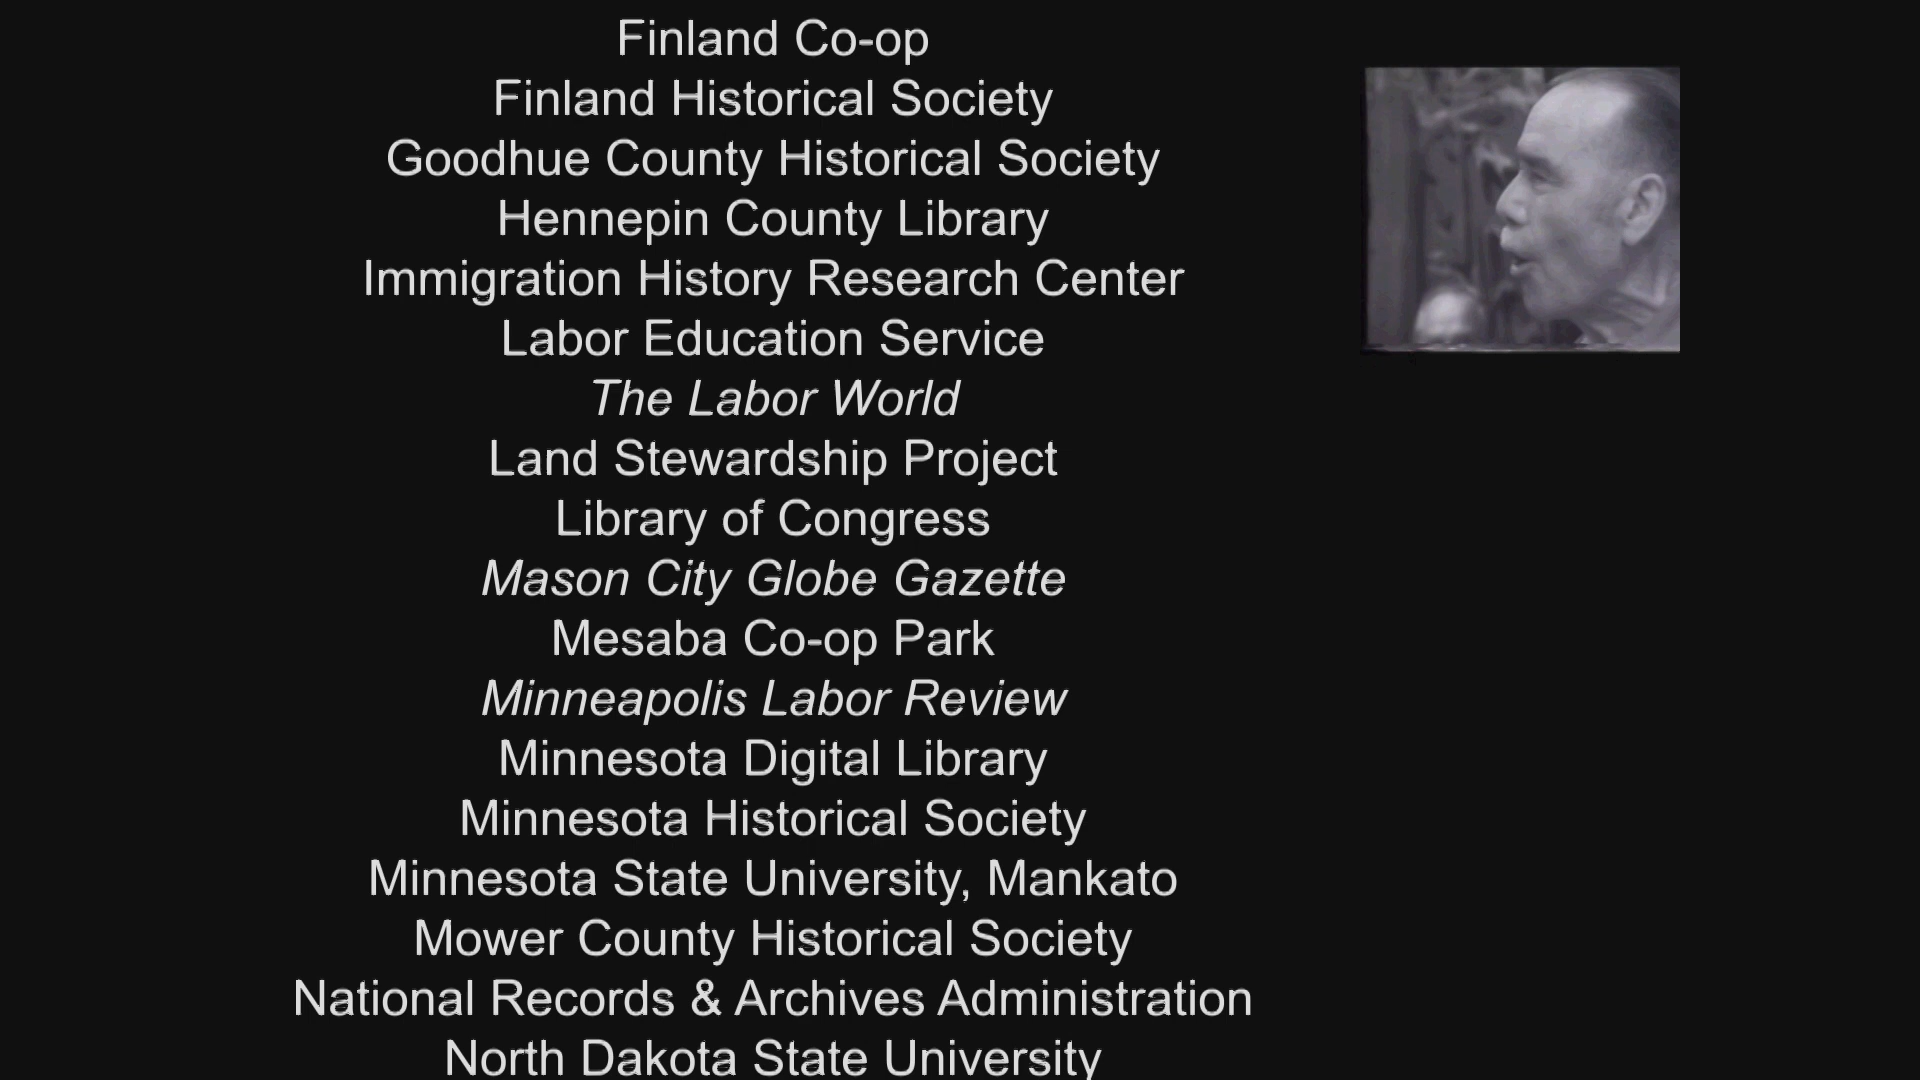 Finland Co-op
Finland Historical Society
Goodhue County Historical Society
Hennepin County Library
Immigration History Research Center
Labor Education Service
The Labor World
Land Stewardship Project
Library of Congress
Mason City Globe Gazette
Mesaba Co-op Park
Minneapolis Labor Review
Minnesota Digital Library
Minnesota Historical Society
Minnesota State University, Mankato
Mower County Historical Society
National Records & Archives Administration
North Dakota State University